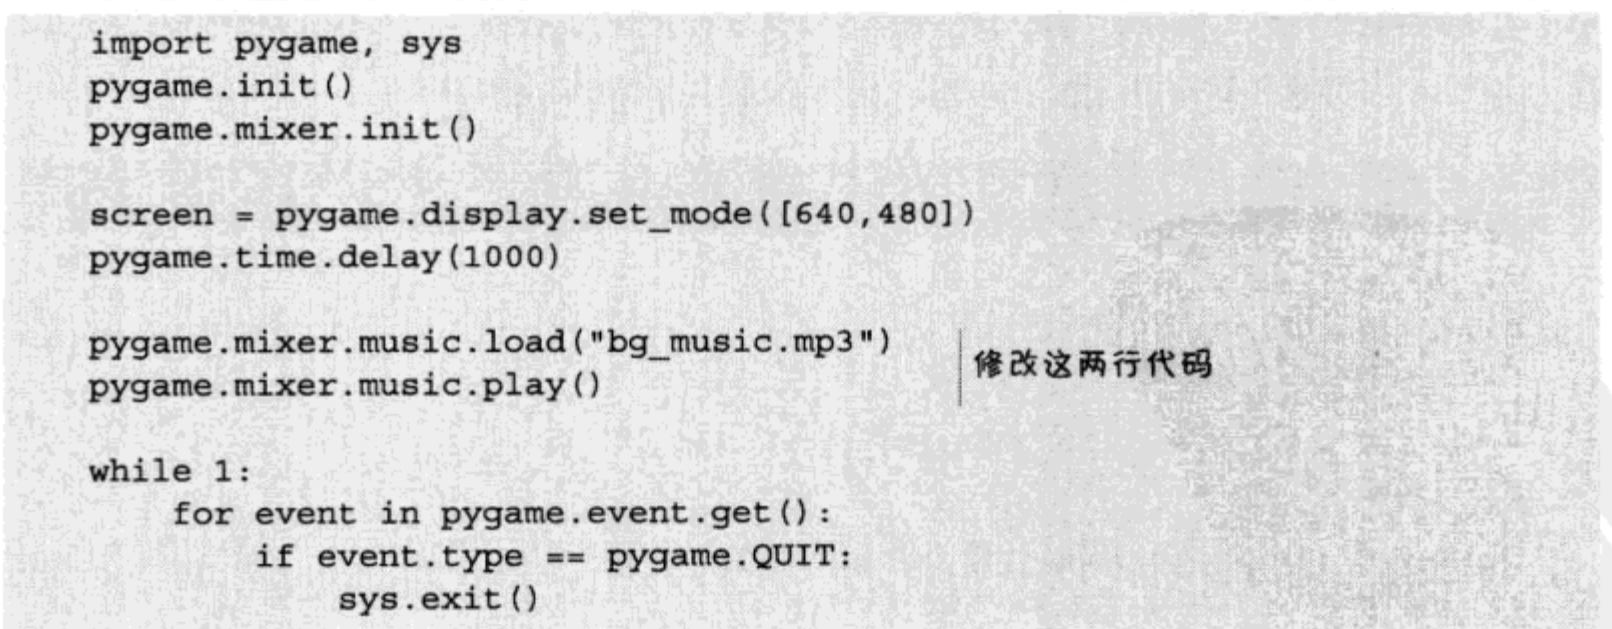 import pygame, sys
pygame.init()
pygame.mixer.init()
screen = pygame.display.set_mode([640,480])
pygame.time.delay(1000)
pygame.mixer.music.load("bg_music.mp3")
pygame.mixer.music.play()
修改这两行代码
while 1:
    for event in pygame.event.get():
        if event.type == pygame.QUIT:
            sys.exit()